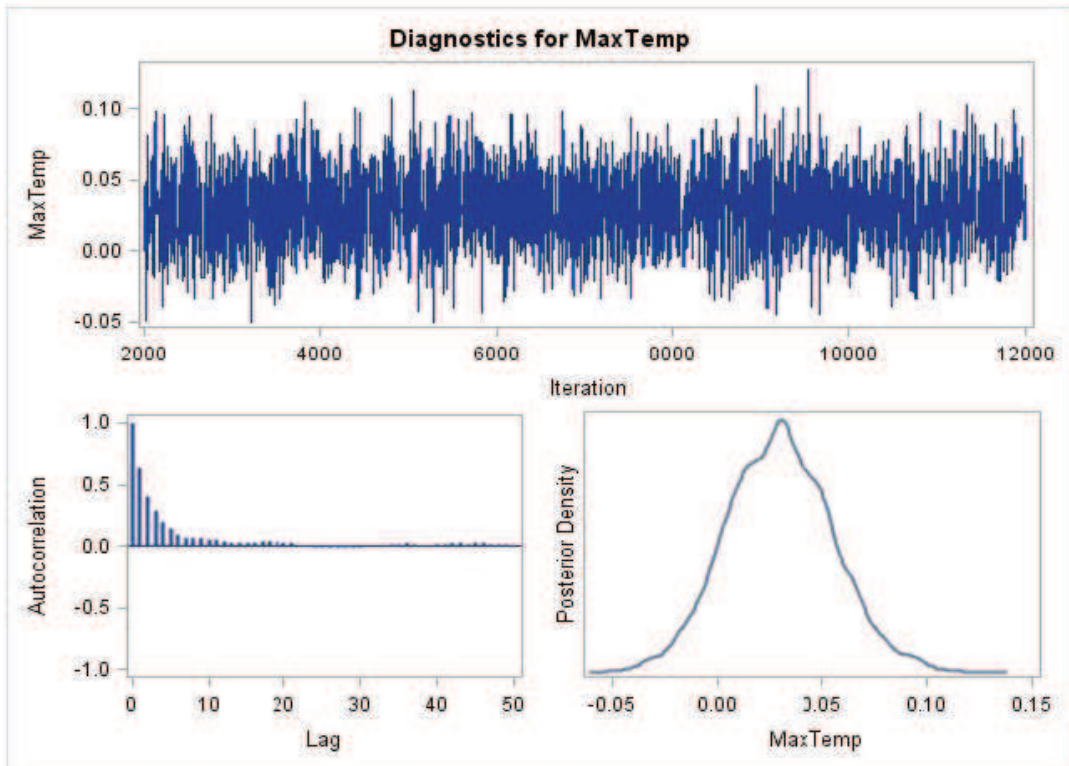 Diagnostics for MaxTemp
MaxTemp
0.10
0.05
0.00
-0.05
2000 4000 6000 0000 10000 12000
Iteration
Autocorrelation
1.0
0.5
0.0
-0.5
-1.0
0 10 20 30 40 50
Lag
Posterior Density
-0.05 0.00 0.05 0.10 0.15
MaxTemp